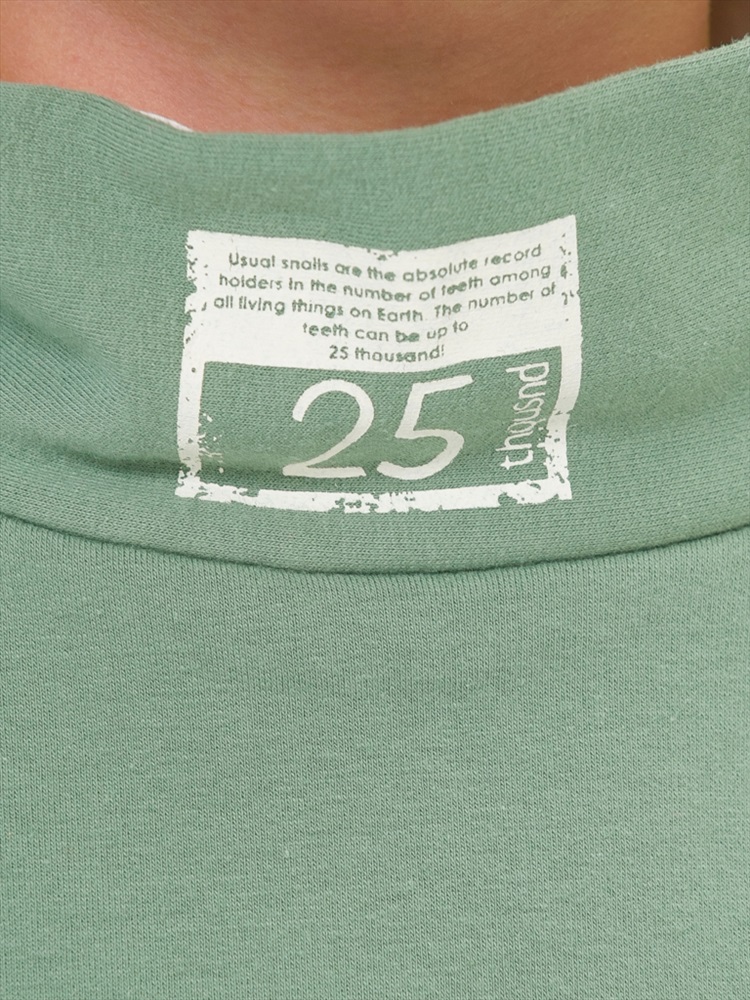 Usual snails are the absolute record
holders in the number of teeth among
all living things on Earth. The number of
teeth can be up to
25 thousand!
25
thqusnd